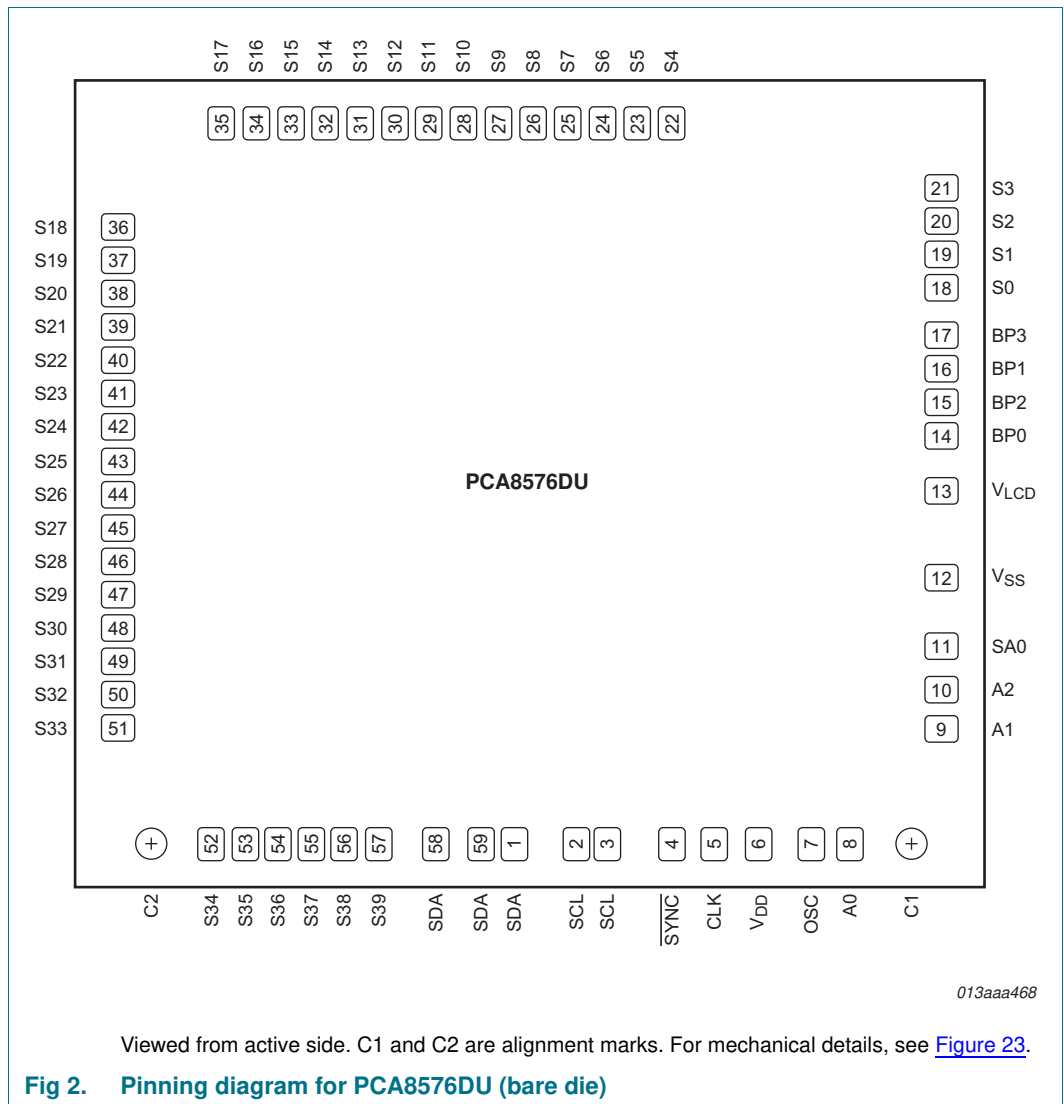 S17 S16 S15 S14 S13 S12 S11 S10 S9 S8 S7 S6 S5 S4
35 34 33 32 31 30 29 28 27 26 25 24 23 22
21 S3
20 S2
19 S1
18 S0
17 BP3
16 BP1
15 BP2
14 BP0
13 VLCD
12 VSS
11 SA0
10 A2
9 A1
S18 36
S19 37
S20 38
S21 39
S22 40
S23 41
S24 42
S25 43
S26 44
S27 45
S28 46
S29 47
S30 48
S31 49
S32 50
S33 51
PCA8576DU
52 53 54 55 56 57 58 59 1 2 3 4 5 6 7 8
C2 S34 S35 S36 S37 S38 S39 SDA SDA SDA SCL SCL SYNC CLK VDD OSC A0 C1
013aaa468
Viewed from active side. C1 and C2 are alignment marks. For mechanical details, see Figure 23.
Fig 2. Pinning diagram for PCA8576DU (bare die)